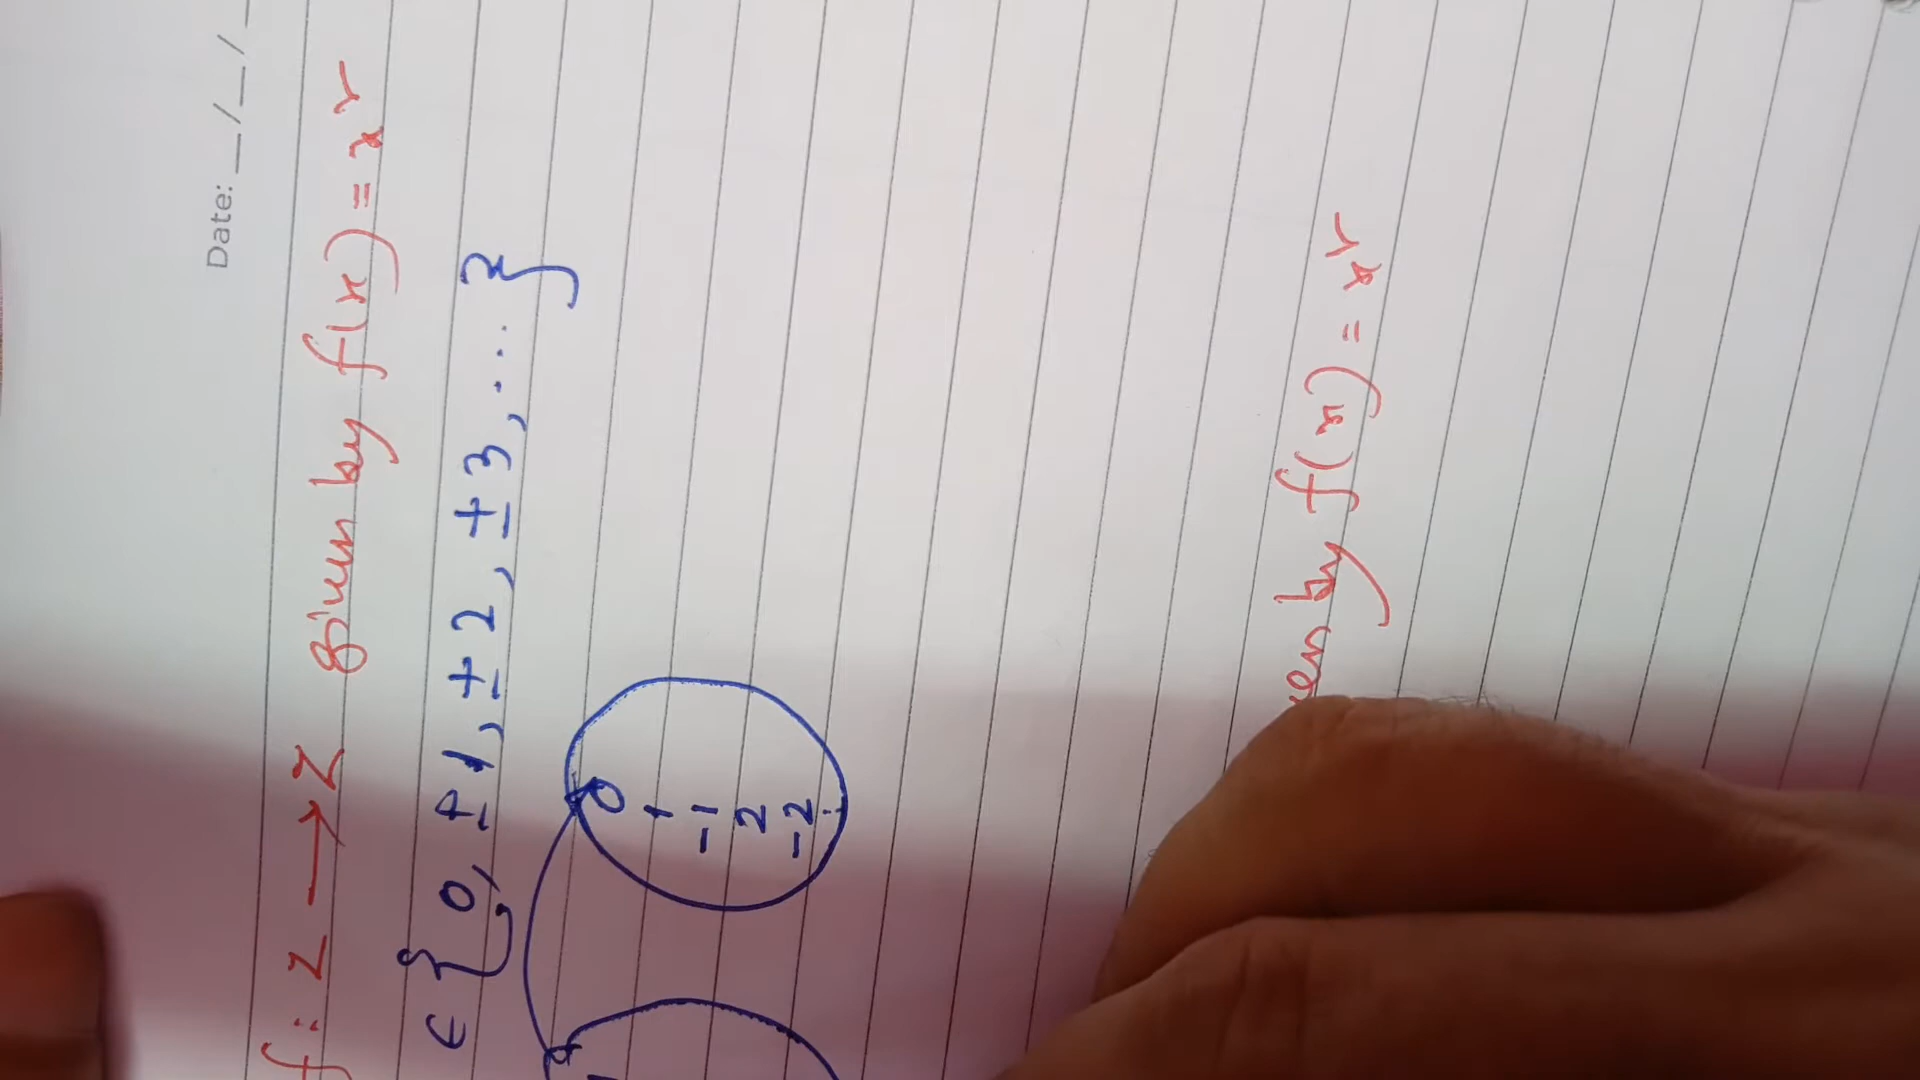 Date: __/__/__
f : Z → Z given by f(x) = x²
∈ { 0, ±1, ±2, ±3, ... }
0
1
-1
2
-2
:
by f(x) = x²